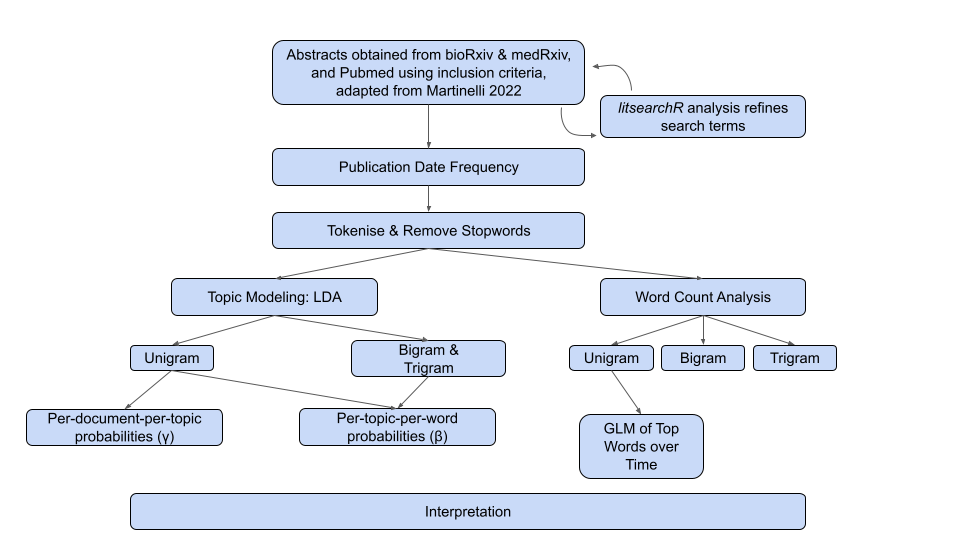 Abstracts obtained from bioRxiv & medRxiv,
and Pubmed using inclusion criteria,
adapted from Martinelli 2022
litsearchR analysis refines
search terms
Publication Date Frequency
Tokenise & Remove Stopwords
Topic Modeling: LDA
Word Count Analysis
Unigram
Bigram &
Trigram
Unigram
Bigram
Trigram
Per-document-per-topic
probabilities (γ)
Per-topic-per-word
probabilities (β)
GLM of Top
Words over
Time
Interpretation